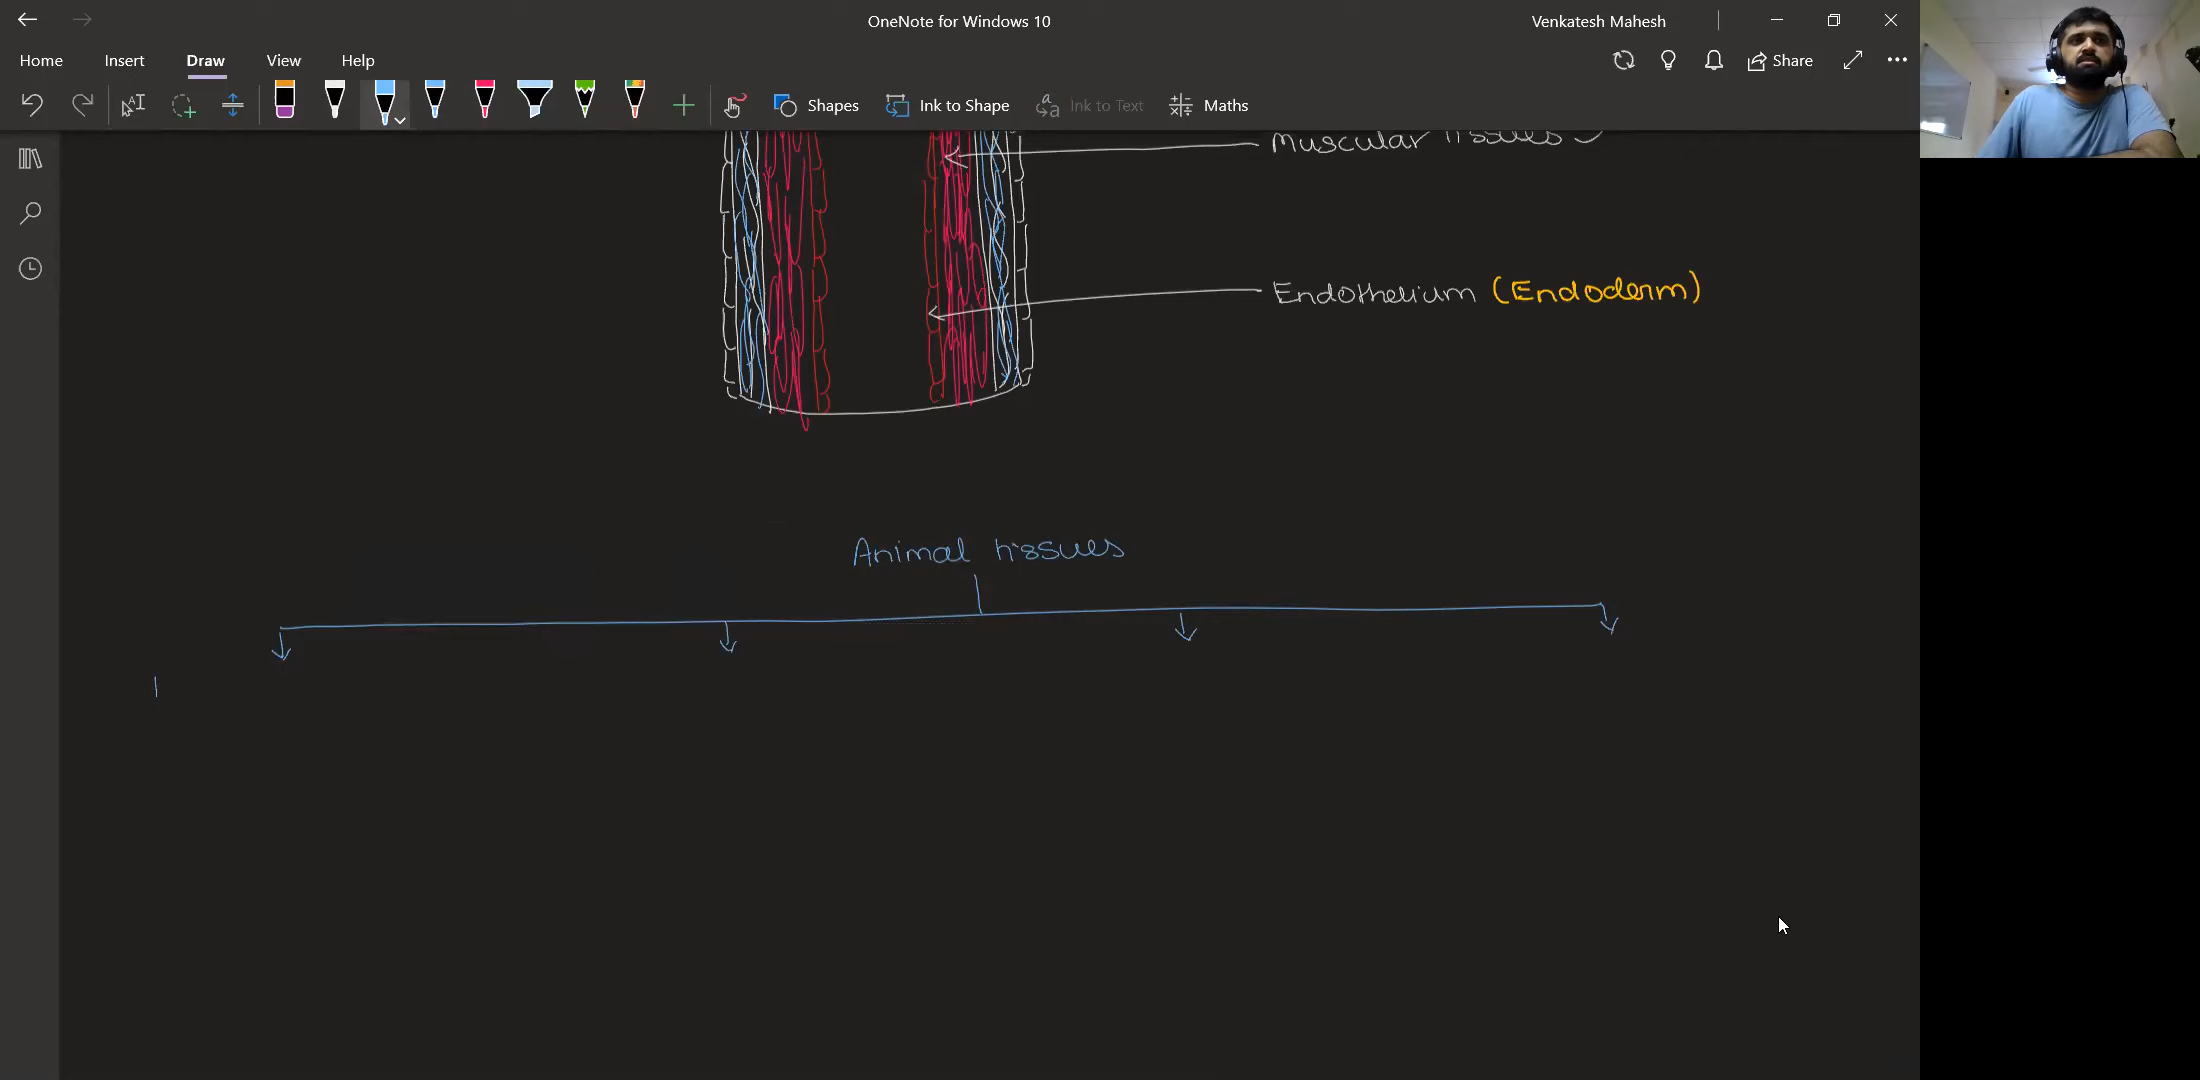 OneNote for Windows 10
Venkatesh Mahesh
Home Insert Draw View Help
Share
Shapes Ink to Shape Ink to Text Maths
Muscular tissues
Endothelium (Endoderm)
Animal tissues